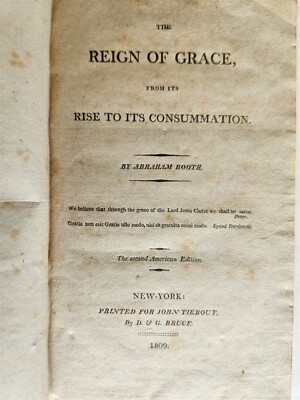 THE
REIGN OF GRACE,
FROM ITS
RISE TO ITS CONSUMMATION.
BY ABRAHAM BOOTH.
We believe that through the grace of the Lord Jesus Christ we shall be saved.
Peter.
Gratia non erit Gratia ullo modo, nisi sit gratuita omni modo.
The second American Edition.
NEW-YORK:
PRINTED FOR JOHN TIEBOUT,
By D. & G. BRUCE.
1809.